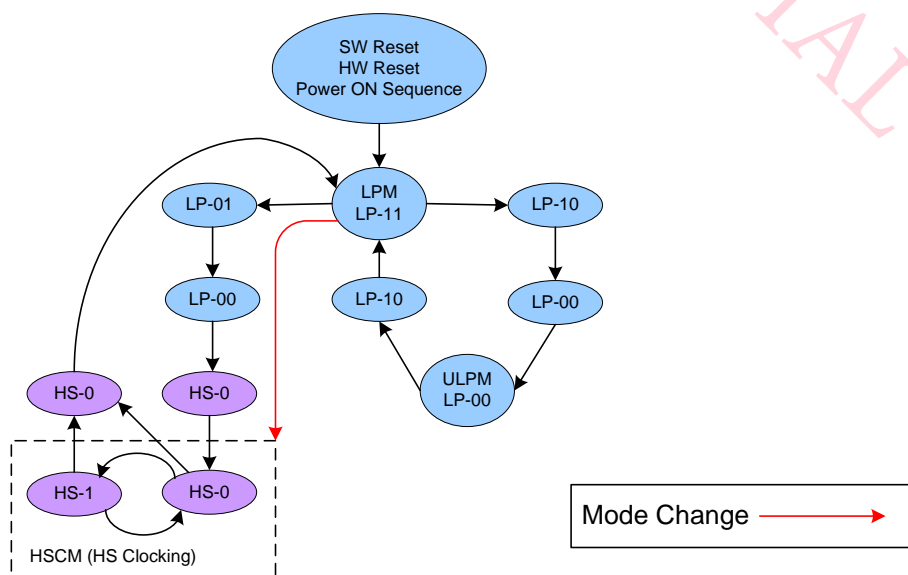 SW Reset
HW Reset
Power ON Sequence
IAL
LPM
LP-11
LP-01
LP-10
LP-00
LP-10
LP-00
ULPM
LP-00
HS-0
HS-0
HS-1
HS-0
HSCM (HS Clocking)
Mode Change